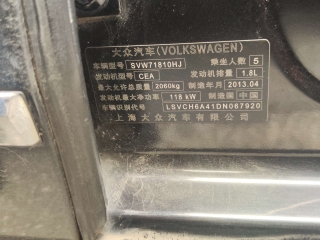 大众汽车(VOLKSWAGEN)
车辆型号 SVW71810HJ 乘坐人数 5
发动机型号 CEA 发动机排量 1.8L
最大允许总质量 2060kg 制造年月 2013.04
发动机最大净功率 118 kW 制造国 中国
车辆识别代号 LSVCH6A41DN067920
上海大众汽车有限公司